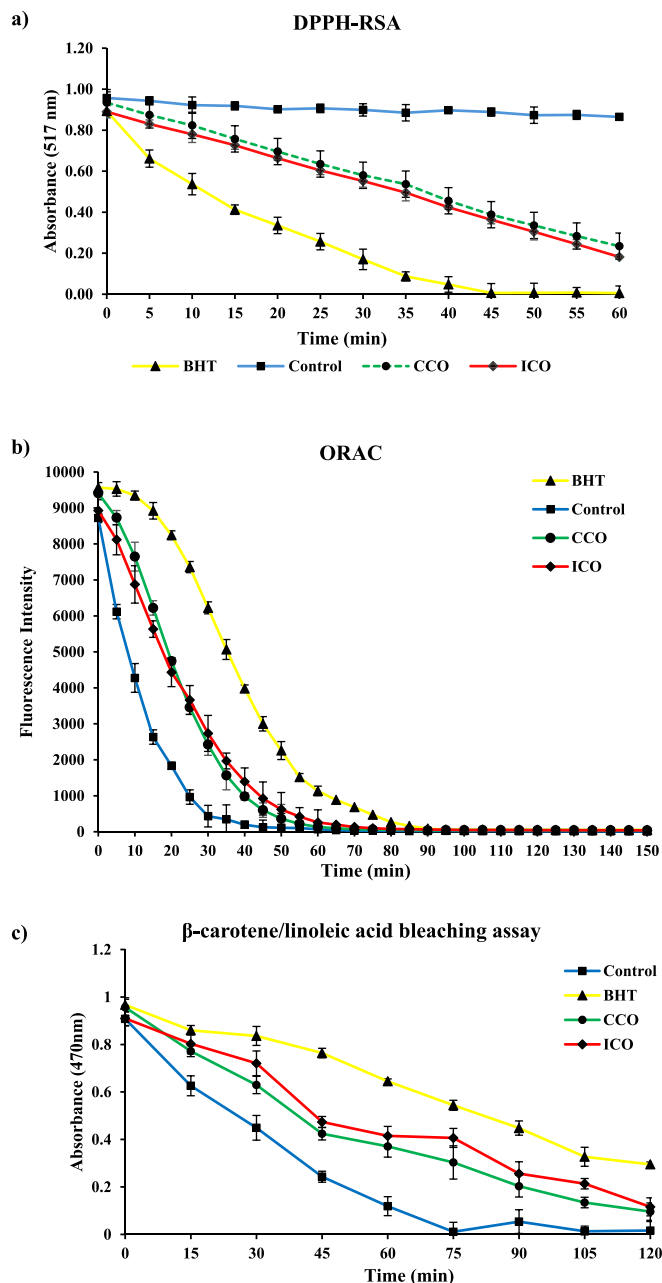 a)
DPPH-RSA
Absorbance (517 nm)
1.20
1.00
0.80
0.60
0.40
0.20
0.00
0 5 10 15 20 25 30 35 40 45 50 55 60
Time (min)
BHT Control CCO ICO
b)
ORAC
Fluorescence Intensity
10000
9000
8000
7000
6000
5000
4000
3000
2000
1000
0
BHT
Control
CCO
ICO
0 10 20 30 40 50 60 70 80 90 100 110 120 130 140 150
Time (min)
c)
β-carotene/linoleic acid bleaching assay
Absorbance (470nm)
1.2
1
0.8
0.6
0.4
0.2
0
Control
BHT
CCO
ICO
0 15 30 45 60 75 90 105 120
Time (min)